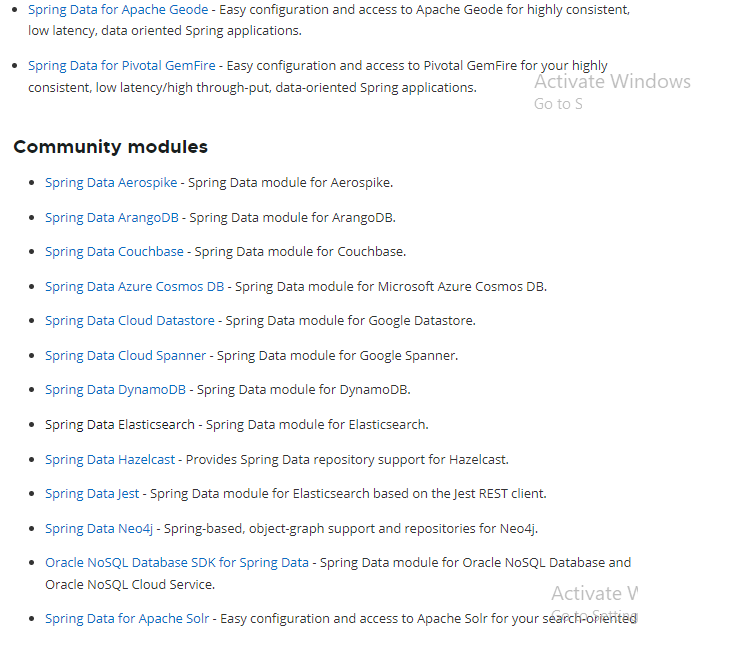 Spring Data for Apache Geode - Easy configuration and access to Apache Geode for highly consistent,
low latency, data oriented Spring applications.
Spring Data for Pivotal GemFire - Easy configuration and access to Pivotal GemFire for your highly
consistent, low latency/high through-put, data-oriented Spring applications.
Activate Windows
Go to S
Community modules
Spring Data Aerospike - Spring Data module for Aerospike.
Spring Data ArangoDB - Spring Data module for ArangoDB.
Spring Data Couchbase - Spring Data module for Couchbase.
Spring Data Azure Cosmos DB - Spring Data module for Microsoft Azure Cosmos DB.
Spring Data Cloud Datastore - Spring Data module for Google Datastore.
Spring Data Cloud Spanner - Spring Data module for Google Spanner.
Spring Data DynamoDB - Spring Data module for DynamoDB.
Spring Data Elasticsearch - Spring Data module for Elasticsearch.
Spring Data Hazelcast - Provides Spring Data repository support for Hazelcast.
Spring Data Jest - Spring Data module for Elasticsearch based on the Jest REST client.
Spring Data Neo4j - Spring-based, object-graph support and repositories for Neo4j.
Oracle NoSQL Database SDK for Spring Data - Spring Data module for Oracle NoSQL Database and
Oracle NoSQL Cloud Service.
Activate W
Go to Setting
Spring Data for Apache Solr - Easy configuration and access to Apache Solr for your search-oriented